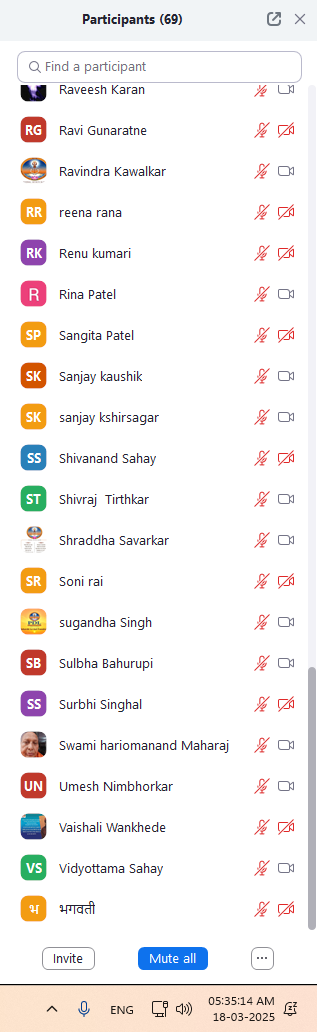 Participants (69)
Find a participant
Raveesh Karan
RG Ravi Gunaratne
Ravindra Kawalkar
RR reena rana
RK Renu kumari
R Rina Patel
SP Sangita Patel
SK Sanjay kaushik
SK sanjay kshirsagar
SS Shivanand Sahay
ST Shivraj  Tirthkar
Shraddha Savarkar
SR Soni rai
sugandha Singh
SB Sulbha Bahurupi
SS Surbhi Singhal
Swami hariomanand Maharaj
UN Umesh Nimbhorkar
Vaishali Wankhede
VS Vidyottama Sahay
भ भगवती
Invite Mute all ...
ENG 05:35:14 AM
18-03-2025